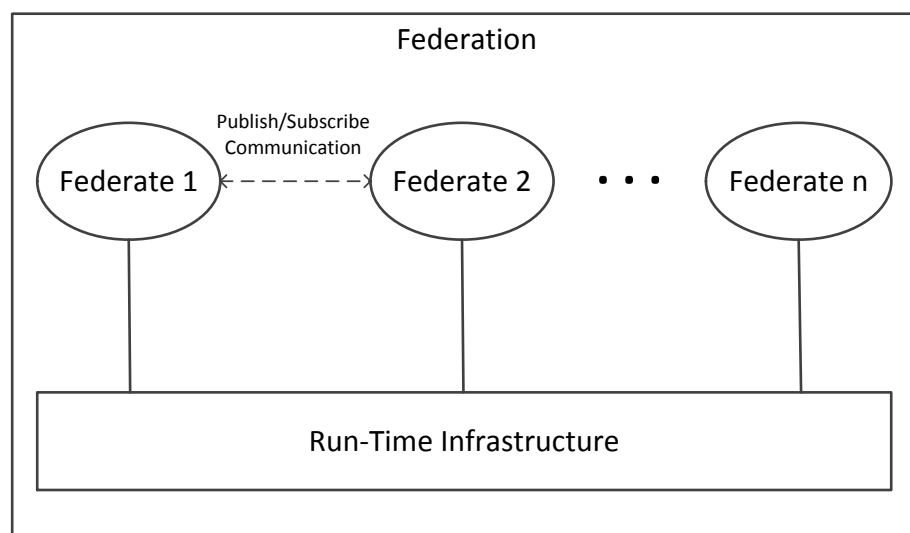 Federation
Publish/Subscribe
Communication
Federate 1
Federate 2
• • •
Federate n
Run-Time Infrastructure